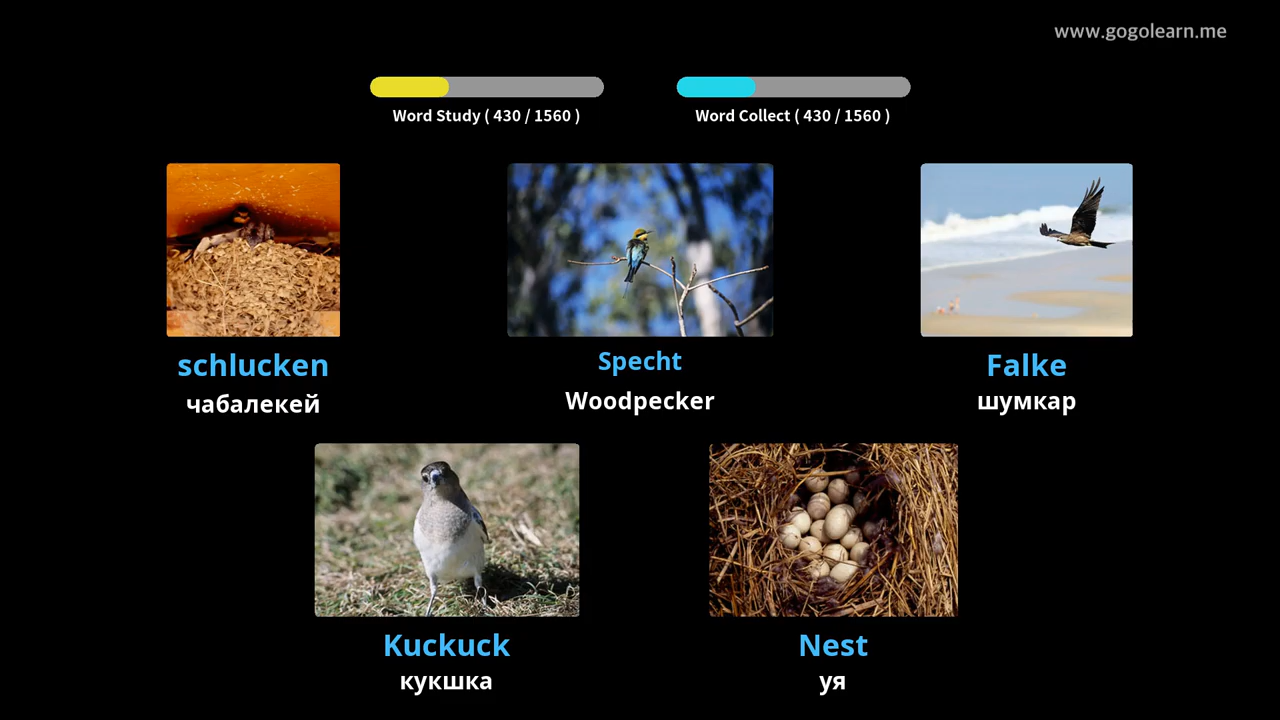 www.gogolearn.me
Word Study ( 430 / 1560 )
Word Collect ( 430 / 1560 )
schlucken
чабалекей
Specht
Woodpecker
Falke
шумкар
Kuckuck
кукшка
Nest
уя